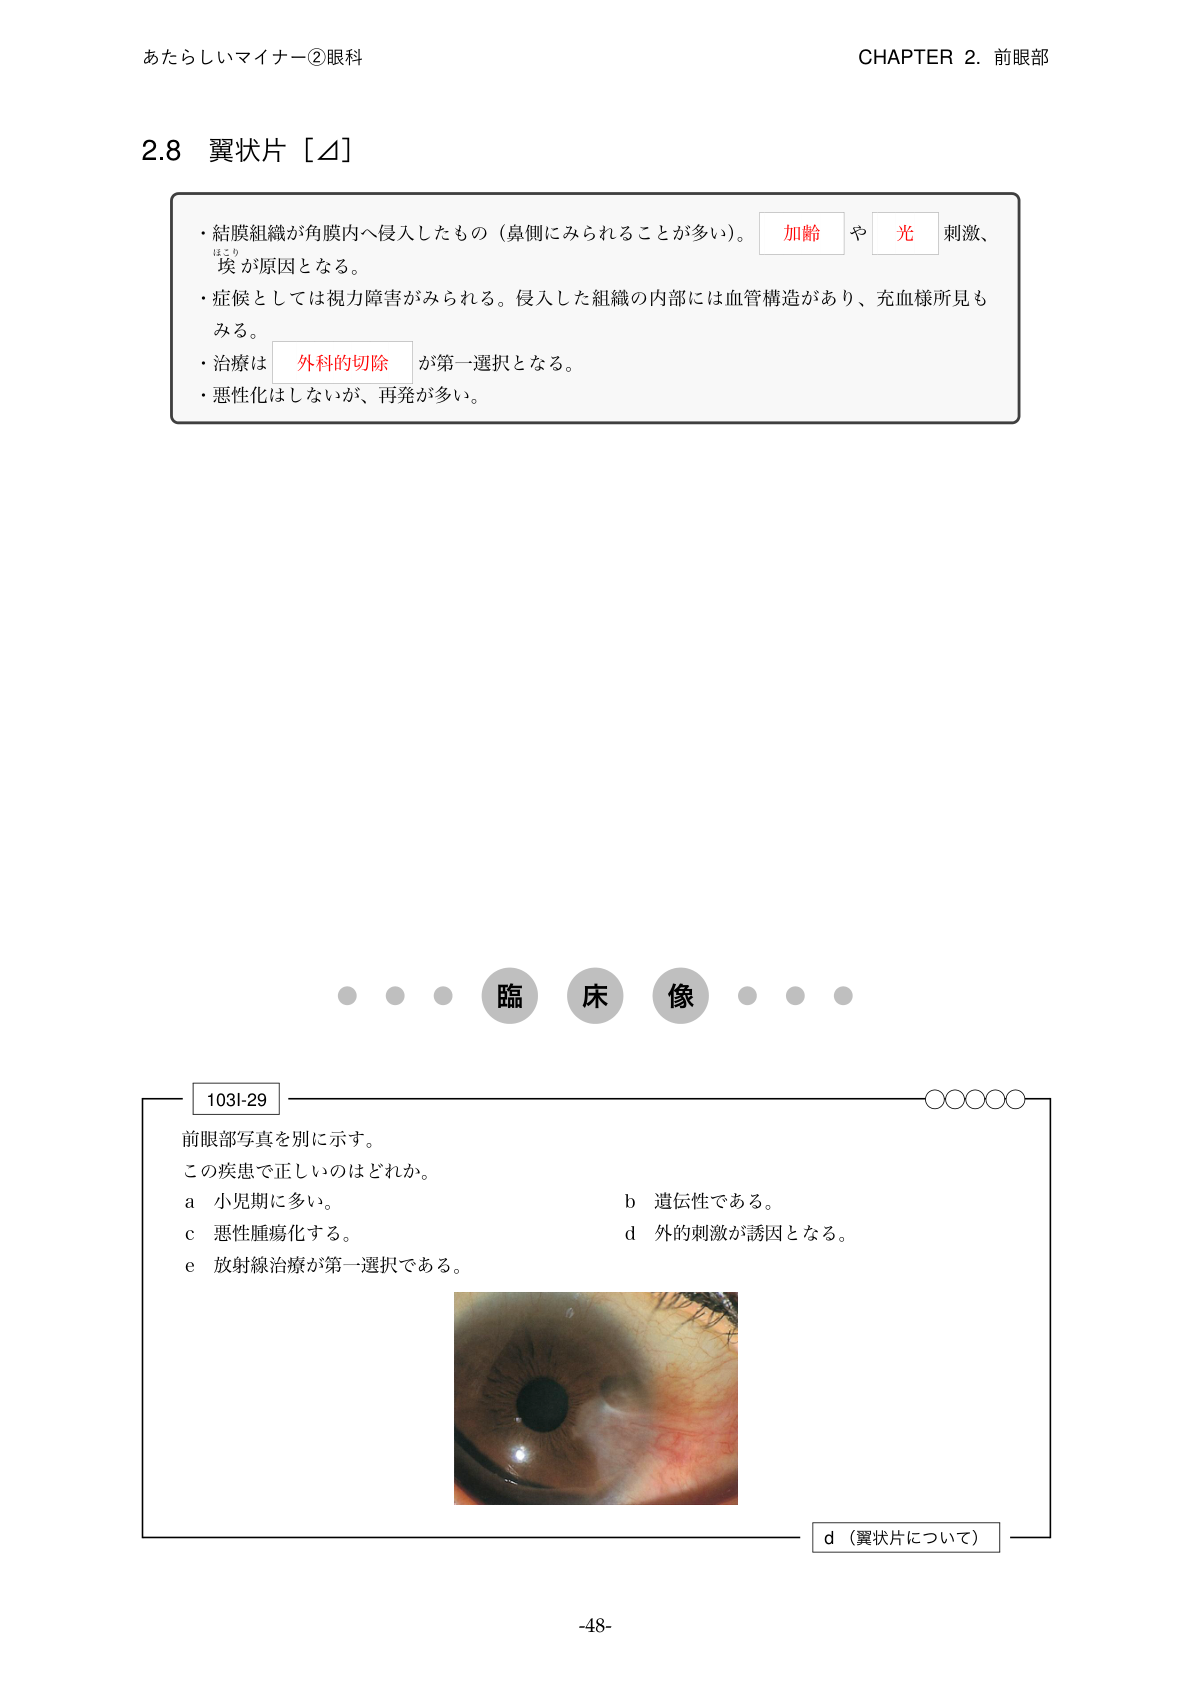 あたらしいマイナー②眼科
CHAPTER 2. 前眼部
2.8 翼状片［⊿］
・結膜組織が角膜内へ侵入したもの（鼻側にみられることが多い）。 加齢 や 光 刺激、
ほこり
埃が原因となる。
・症候としては視力障害がみられる。侵入した組織の内部には血管構造があり、充血様所見も
みる。
・治療は 外科的切除 が第一選択となる。
・悪性化はしないが、再発が多い。
臨床像
103I-29
前眼部写真を別に示す。
この疾患で正しいのはどれか。
a 小児期に多い。 b 遺伝性である。
c 悪性腫瘍化する。 d 外的刺激が誘因となる。
e 放射線治療が第一選択である。
d （翼状片について）
-48-